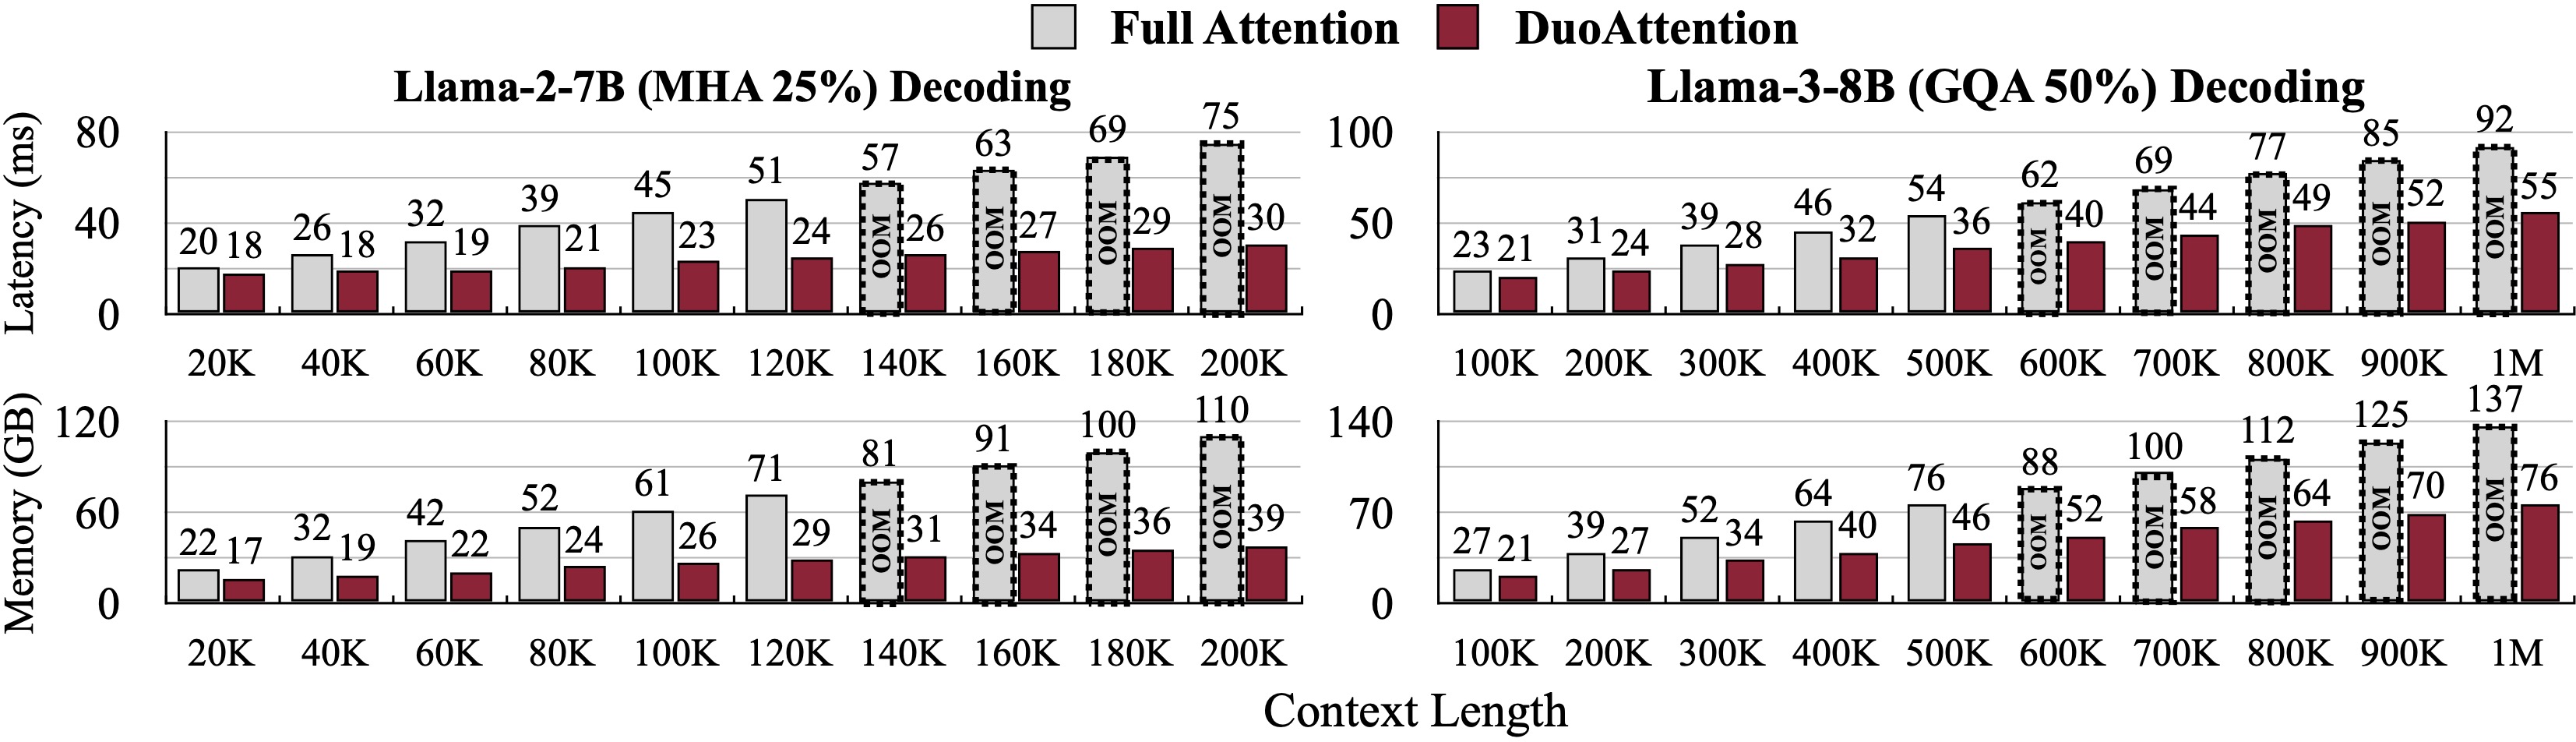 Full Attention DuoAttention
Llama-2-7B (MHA 25%) Decoding
Latency (ms)
80
40
0
20 18 26 18 32 19 39 21 45 23 51 24 57 26 63 27 69 29 75 30
OOM OOM OOM OOM
20K 40K 60K 80K 100K 120K 140K 160K 180K 200K
Llama-3-8B (GQA 50%) Decoding
100
50
0
23 21 31 24 39 28 46 32 54 36 62 40 69 44 77 49 85 52 92 55
OOM OOM OOM OOM OOM
100K 200K 300K 400K 500K 600K 700K 800K 900K 1M
Memory (GB)
120
60
0
22 17 32 19 42 22 52 24 61 26 71 29 81 31 91 34 100 36 110 39
OOM OOM OOM OOM
20K 40K 60K 80K 100K 120K 140K 160K 180K 200K
140
70
0
27 21 39 27 52 34 64 40 76 46 88 52 100 58 112 64 125 70 137 76
OOM OOM OOM OOM OOM
100K 200K 300K 400K 500K 600K 700K 800K 900K 1M
Context Length